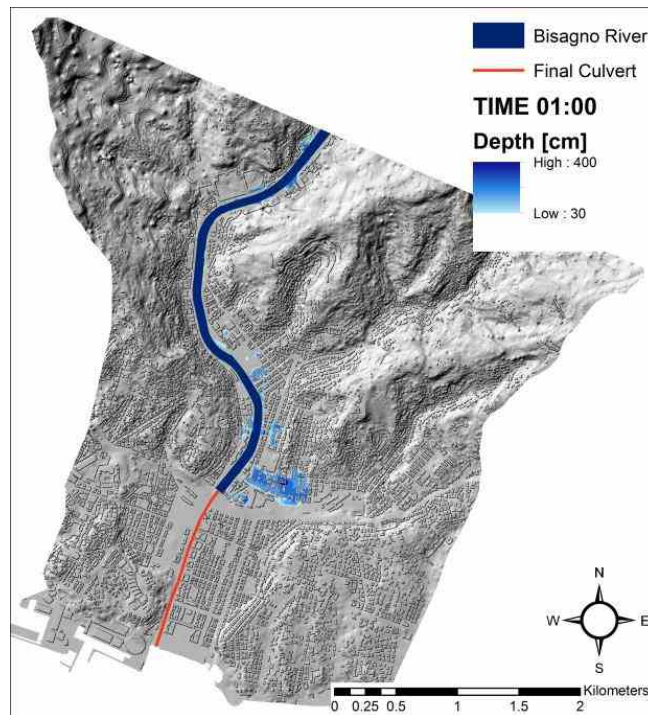 Bisagno River
Final Culvert
TIME 01:00
Depth [cm]
High : 400
Low : 30
N
W E
S
Kilometers
0 0.25 0.5 1 1.5 2